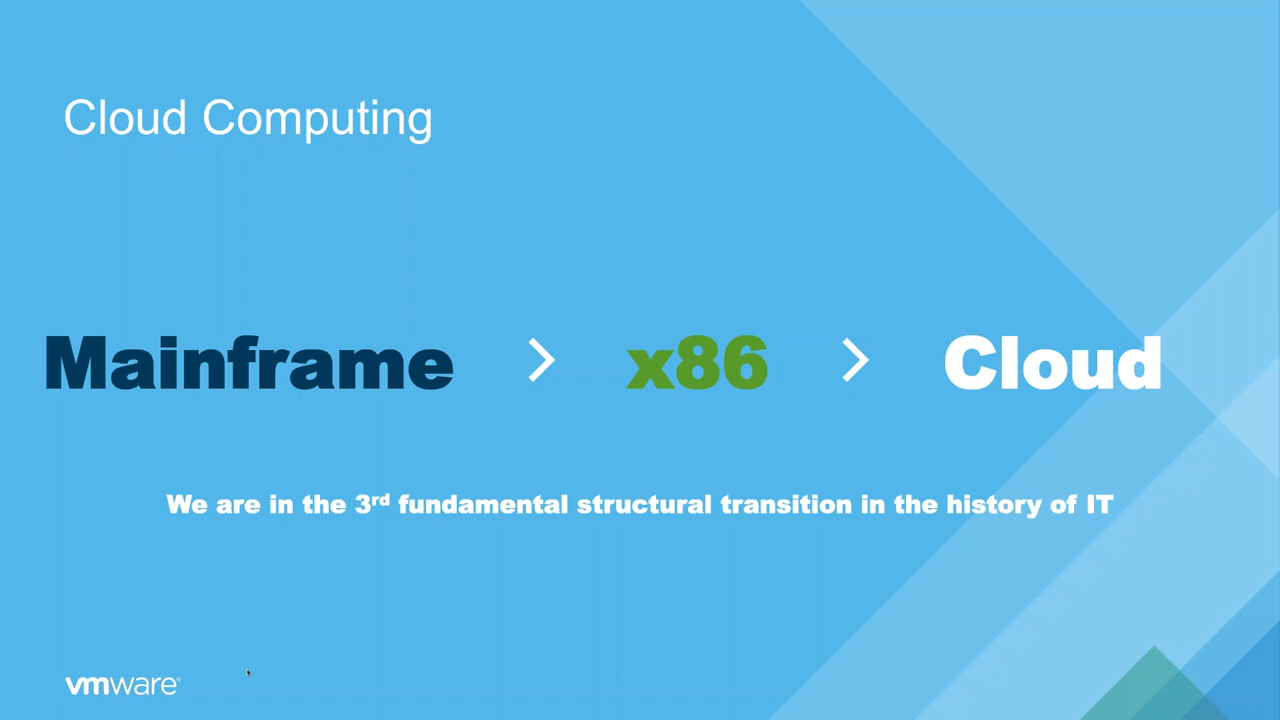 Cloud Computing
Mainframe > x86 > Cloud
We are in the 3rd fundamental structural transition in the history of IT
vmware®